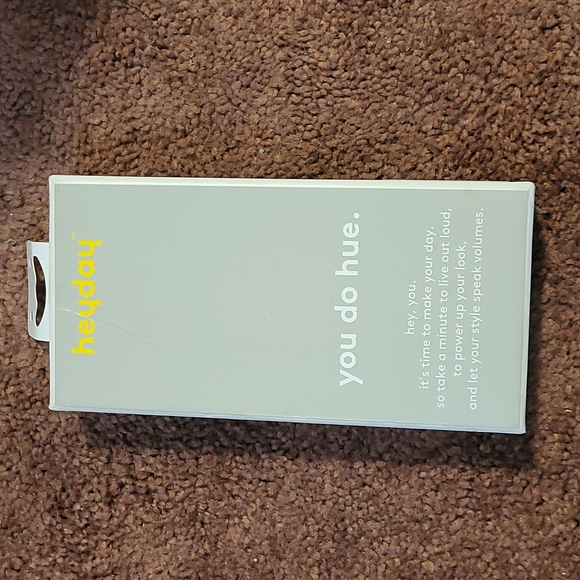 heyday™
you do hue.
hey, you.
it's time to make your day.
so take a minute to live out loud,
to power up your look,
and let your style speak volumes.